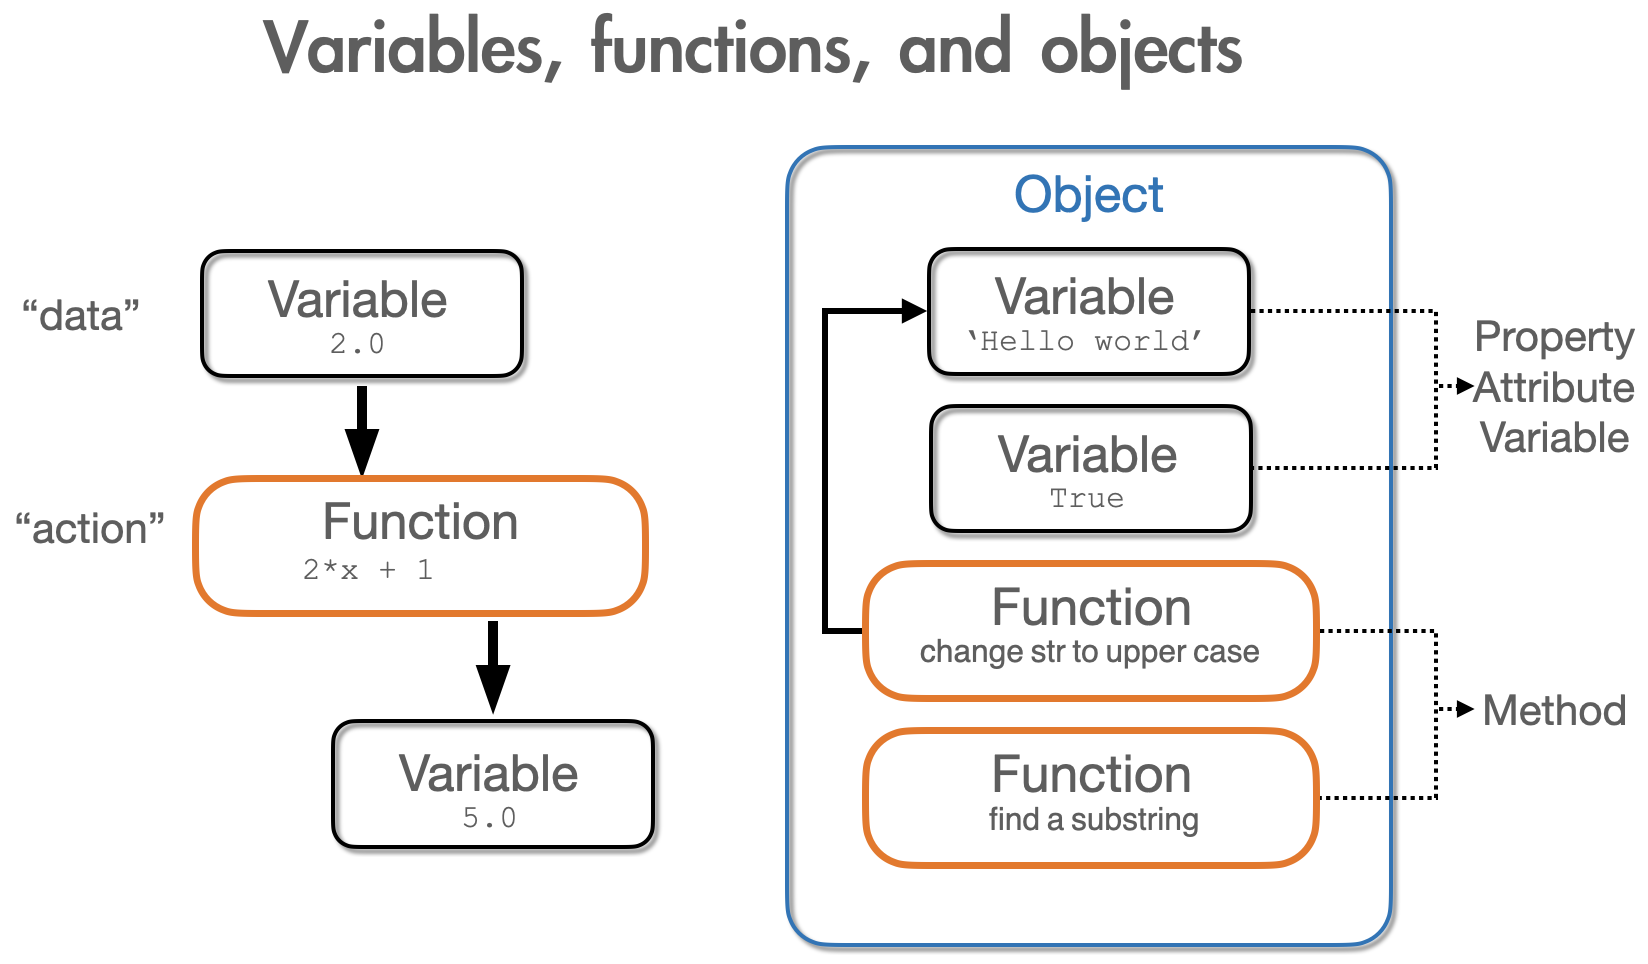 Variables, functions, and objects
“data”
Variable
2.0
“action”
Function
2*x + 1
Variable
5.0
Object
Variable
‘Hello world’
Variable
True
Function
change str to upper case
Function
find a substring
Property
Attribute
Variable
Method